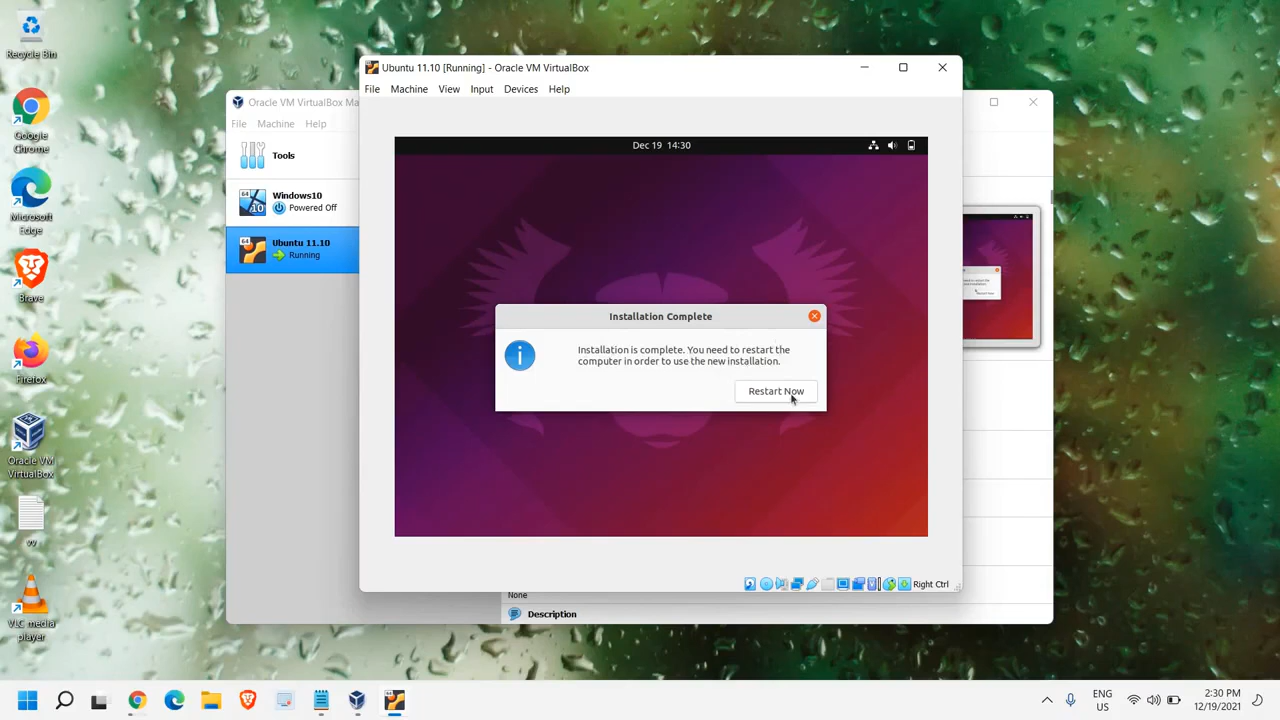 Recycle Bin
Google
Chrome
Microsoft
Edge
Brave
Firefox
Oracle VM
VirtualBox
vv
VLC media
player
Oracle VM VirtualBox Ma
File Machine Help
Tools
64
10
Windows10
Powered Off
64
Ubuntu 11.10
Running
None
Description
Ubuntu 11.10 [Running] - Oracle VM VirtualBox
File Machine View Input Devices Help
Dec 19 14:30
Installation Complete
Installation is complete. You need to restart the
computer in order to use the new installation.
Restart Now
Right Ctrl
ENG
US
2:30 PM
12/19/2021